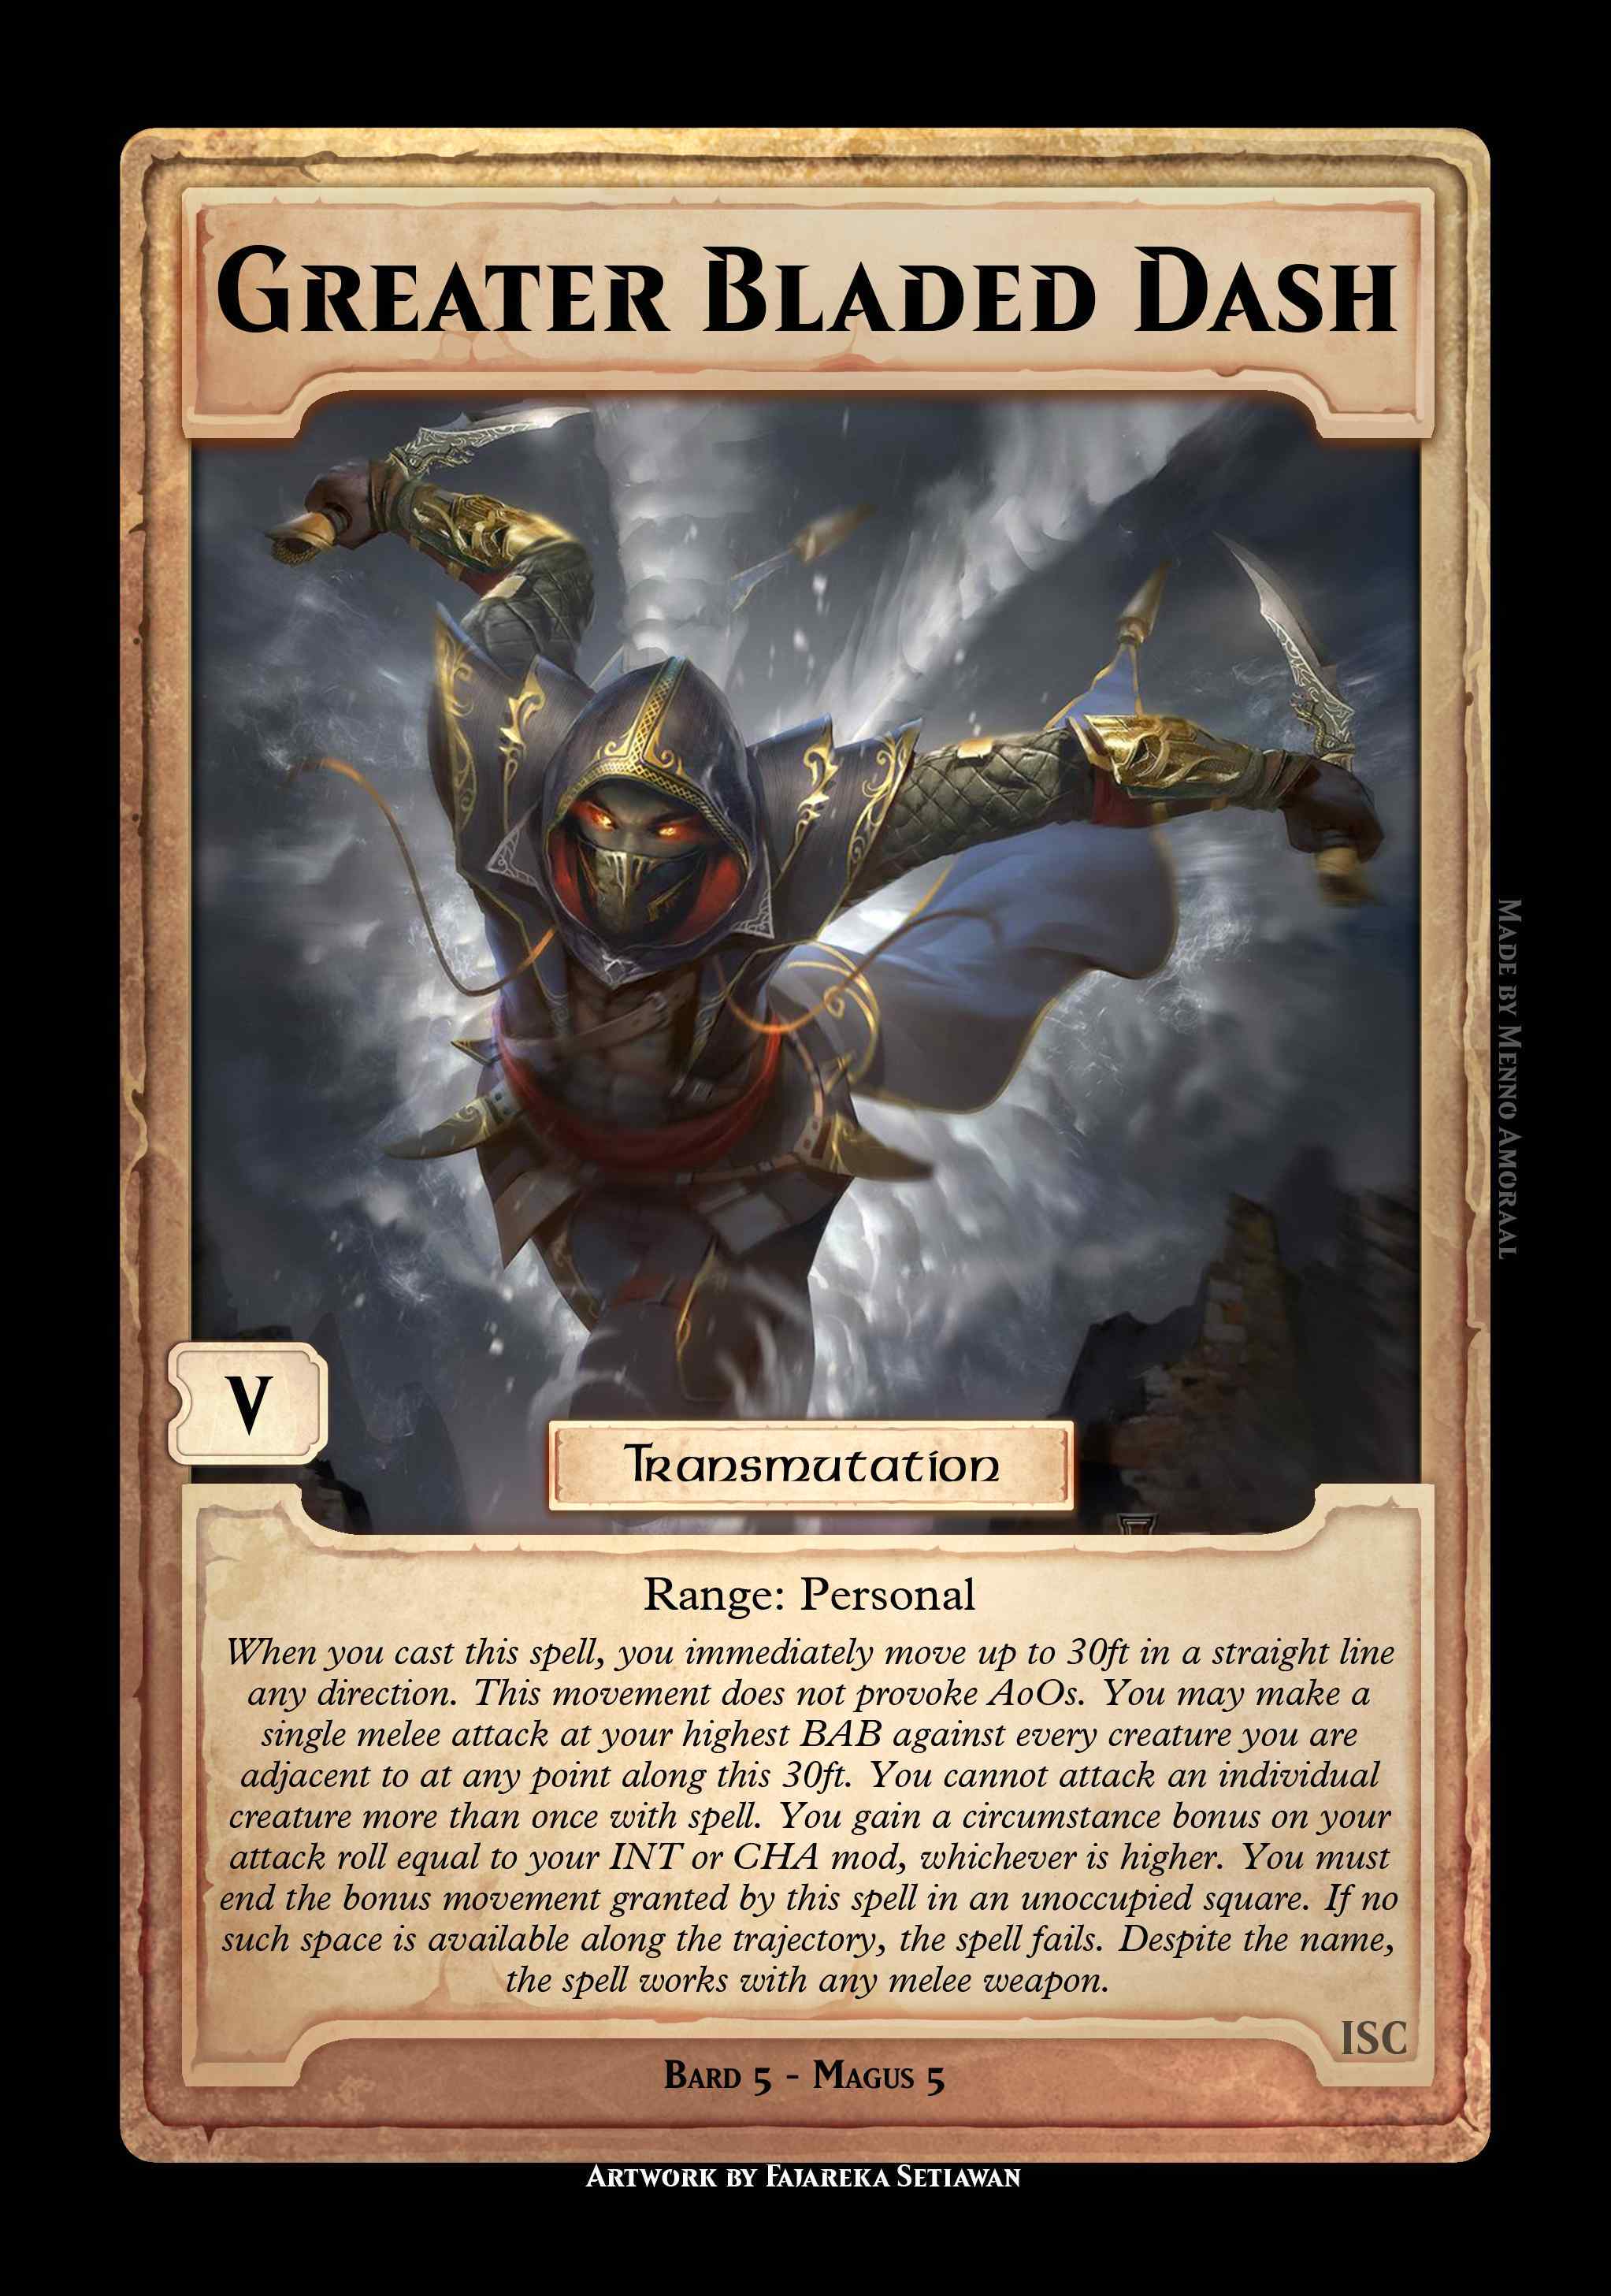 Greater Bladed Dash
V
Transmutation
Range: Personal
When you cast this spell, you immediately move up to 30ft in a straight line
any direction. This movement does not provoke AoOs. You may make a
single melee attack at your highest BAB against every creature you are
adjacent to at any point along this 30ft. You cannot attack an individual
creature more than once with spell. You gain a circumstance bonus on your
attack roll equal to your INT or CHA mod, whichever is higher. You must
end the bonus movement granted by this spell in an unoccupied square. If no
such space is available along the trajectory, the spell fails. Despite the name,
the spell works with any melee weapon.
ISC
Bard 5 - Magus 5
Artwork by Fajareka Setiawan
Made by Menno Amoraal